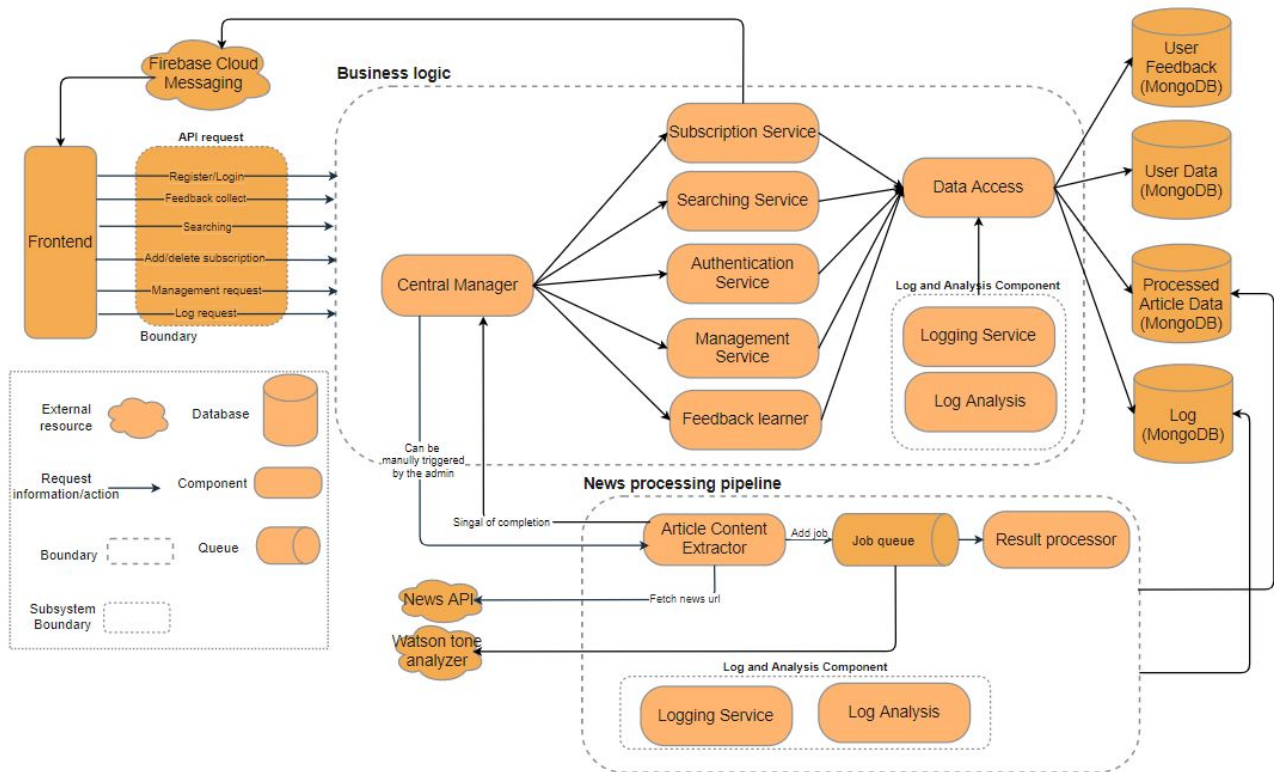 Firebase Cloud
Messaging
Business logic
User
Feedback
(MongoDB)
API request
Subscription Service
Register/Login
Feedback collect
Searching
Add/delete subscription
Management request
Log request
Frontend
Boundary
Searching Service
Data Access
User Data
(MongoDB)
Central Manager
Authentication
Service
Log and Analysis Component
Processed
Article Data
(MongoDB)
Management
Service
Logging Service
Log Analysis
Feedback learner
Log
(MongoDB)
External
resource
Database
Request
information/action
Component
Boundary
Queue
Subsystem
Boundary
Can be
manully triggered
by the admin
News processing pipeline
Singal of completion
Article Content
Extractor
Add job
Job queue
Result processor
News API
Fetch news url
Watson tone
analyzer
Log and Analysis Component
Logging Service
Log Analysis